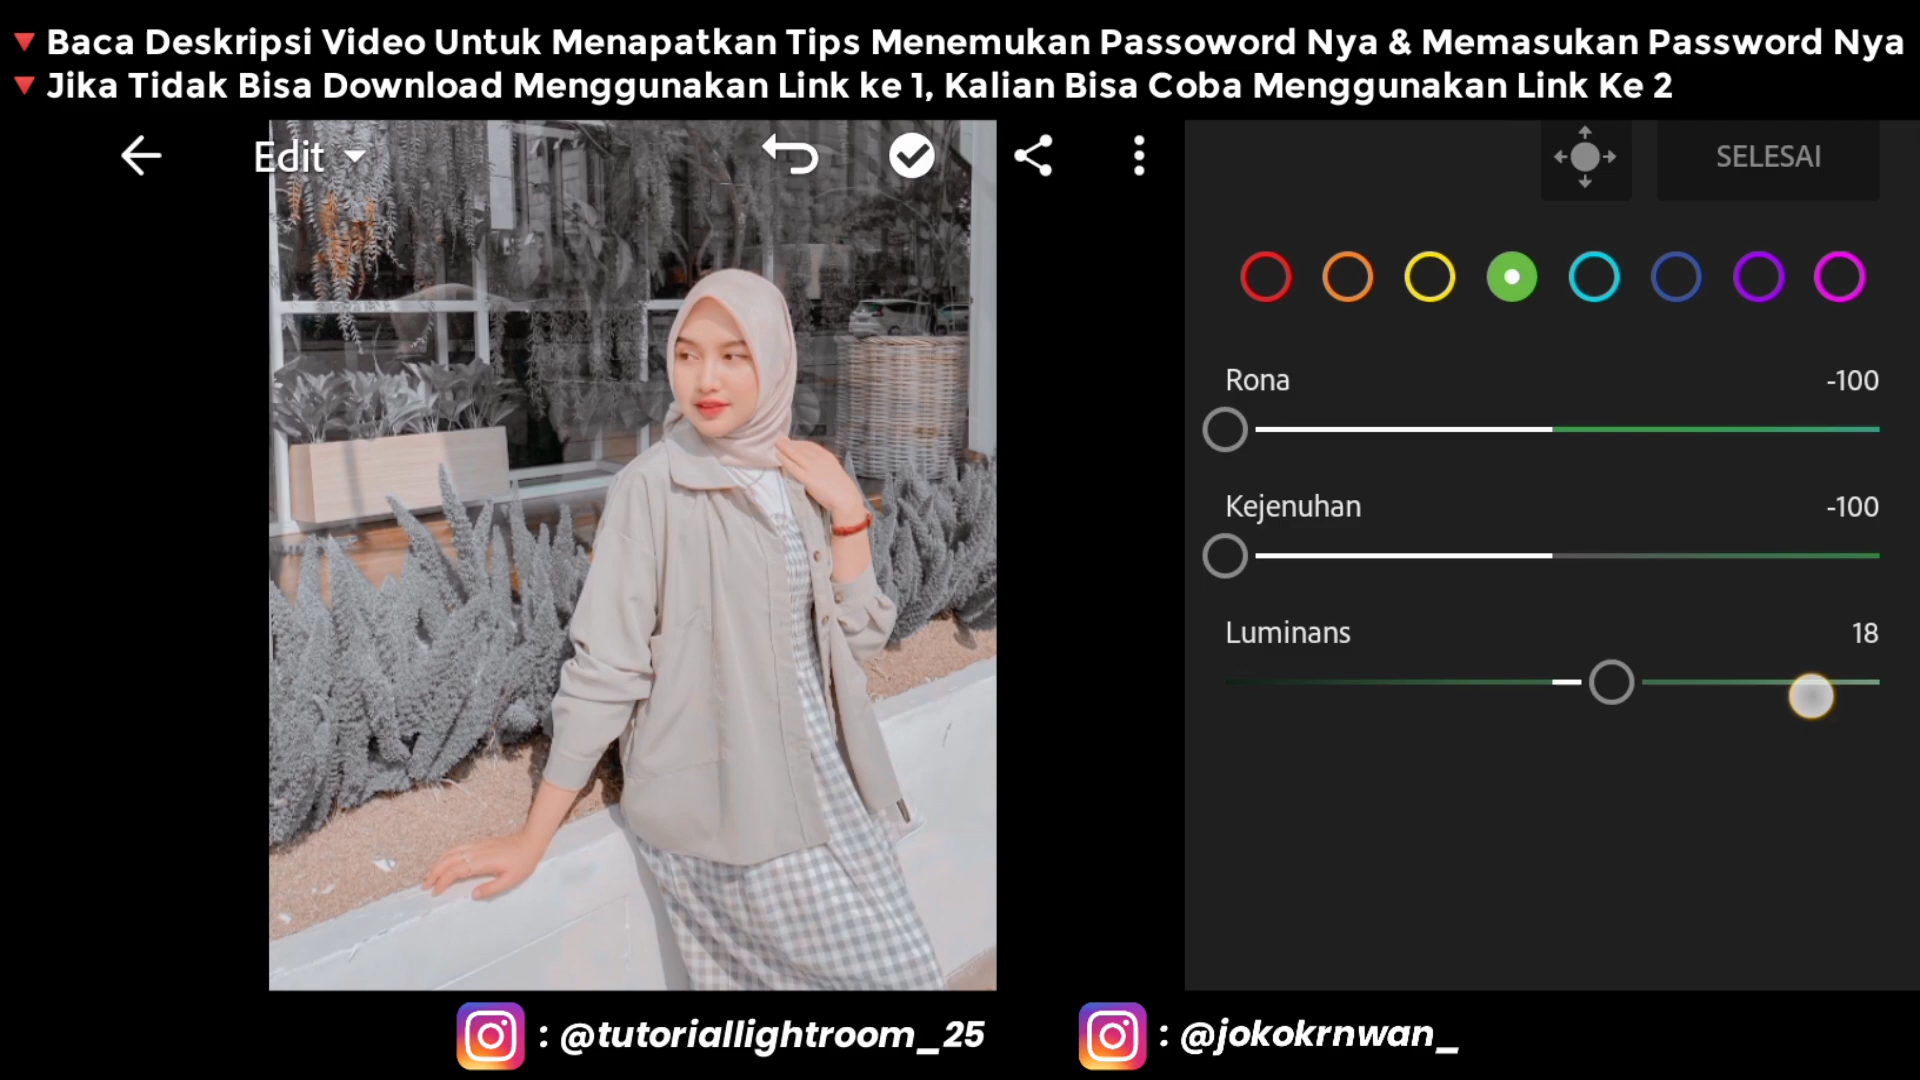 Baca Deskripsi Video Untuk Menapatkan Tips Menemukan Passoword Nya & Memasukan Password Nya
Jika Tidak Bisa Download Menggunakan Link ke 1, Kalian Bisa Coba Menggunakan Link Ke 2
Edit
SELESAI
Rona -100
Kejenuhan -100
Luminans 18
: @tutoriallightroom_25 : @jokokrnwan_